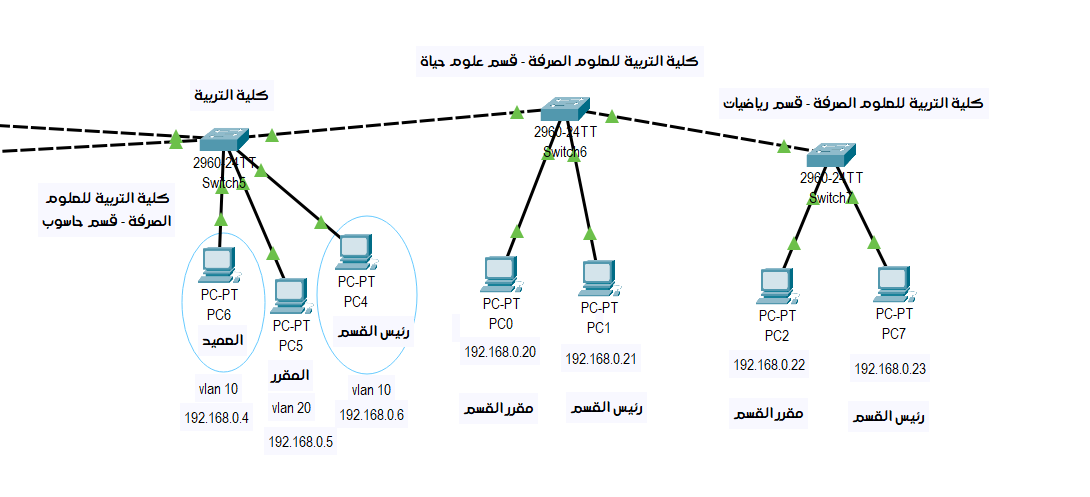 كلية التربية للعلوم الصرفة - قسم علوم حياة
كلية التربية
كلية التربية للعلوم الصرفة - قسم رياضيات
2960-24TT
Switch5
2960-24TT
Switch6
2960-24TT
Switch7
كلية التربية للعلوم
الصرفة - قسم حاسوب
PC-PT
PC6
العميد
vlan 10
192.168.0.4
PC-PT
PC5
المقرر
vlan 20
192.168.0.5
PC-PT
PC4
رئيس القسم
vlan 10
192.168.0.6
PC-PT
PC0
192.168.0.20
مقرر القسم
PC-PT
PC1
192.168.0.21
رئيس القسم
PC-PT
PC2
192.168.0.22
مقرر القسم
PC-PT
PC7
192.168.0.23
رئيس القسم